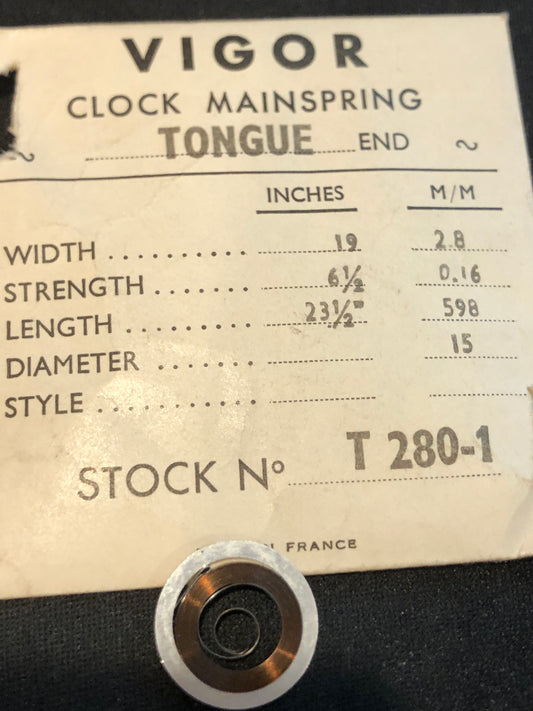 VIGOR
CLOCK MAINSPRING
~ TONGUE END ~
INCHES M/M
WIDTH 19 2.8
STRENGTH 6½ 0.16
LENGTH 23½" 598
DIAMETER 15
STYLE
STOCK Nº T 280-1
FRANCE